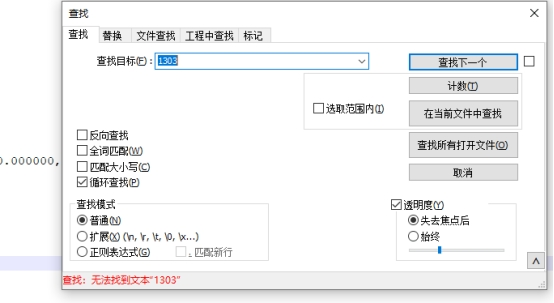 查找
查找 替换 文件查找 工程中查找 标记
查找目标(F): 1303
查找下一个
计数(T)
选取范围内(I)
在当前文件中查找
查找所有打开文件(O)
取消
0.000000,
反向查找
全词匹配(W)
匹配大小写(C)
循环查找(P)
查找模式
普通(N)
扩展(X) (\n, \r, \t, \0, \x...)
正则表达式(G) . 匹配新行
透明度(Y)
失去焦点后
始终
查找: 无法找到文本“1303”